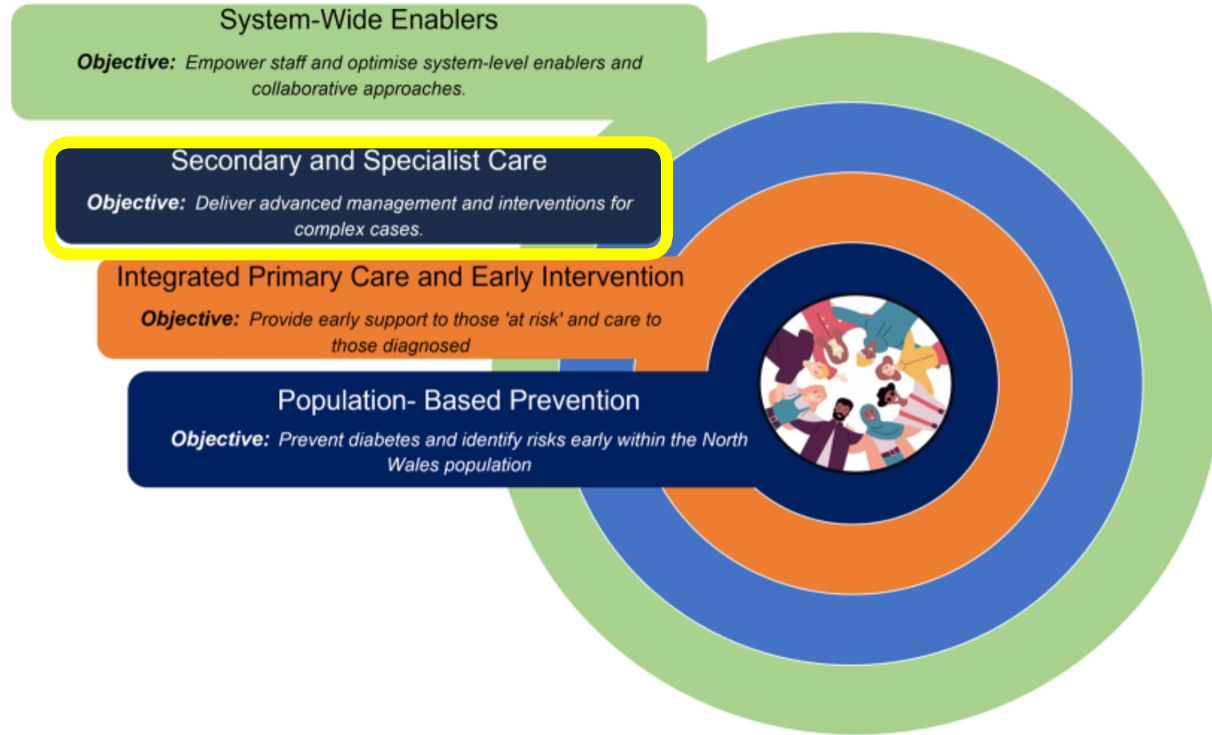 System-Wide Enablers
Objective: Empower staff and optimise system-level enablers and
collaborative approaches.
Secondary and Specialist Care
Objective: Deliver advanced management and interventions for
complex cases.
Integrated Primary Care and Early Intervention
Objective: Provide early support to those 'at risk' and care to
those diagnosed
Population- Based Prevention
Objective: Prevent diabetes and identify risks early within the North
Wales population